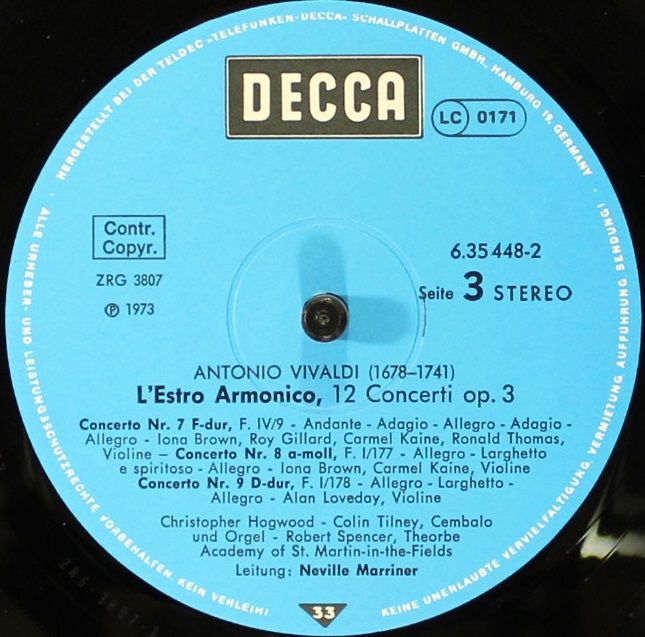 HERGESTELLT BEI DER TELDEC »TELEFUNKEN-DECCA« SCHALLPLATTEN GMBH., HAMBURG 19, GERMANY
DECCA
LC 0171
Contr.
Copyr.
ZRG 3807
℗ 1973
6.35 448-2
Seite 3 STEREO
ANTONIO VIVALDI (1678–1741)
L'Estro Armonico, 12 Concerti op. 3
Concerto Nr. 7 F-dur, F. IV/9 - Andante - Adagio - Allegro - Adagio -
Allegro - Iona Brown, Roy Gillard, Carmel Kaine, Ronald Thomas,
Violine – Concerto Nr. 8 a-moll, F. I/177 - Allegro - Larghetto
e spiritoso - Allegro - Iona Brown, Carmel Kaine, Violine
Concerto Nr. 9 D-dur, F. I/178 - Allegro - Larghetto -
Allegro - Alan Loveday, Violine
Christopher Hogwood - Colin Tilney, Cembalo
und Orgel - Robert Spencer, Theorbe
Academy of St. Martin-in-the-Fields
Leitung: Neville Marriner
33
ALLE URHEBER- UND LEISTUNGSSCHUTZRECHTE VORBEHALTEN. KEIN VERLEIH!
KEINE UNERLAUBTE VERVIELFÄLTIGUNG, VERMIETUNG, AUFFÜHRUNG, SENDUNG!